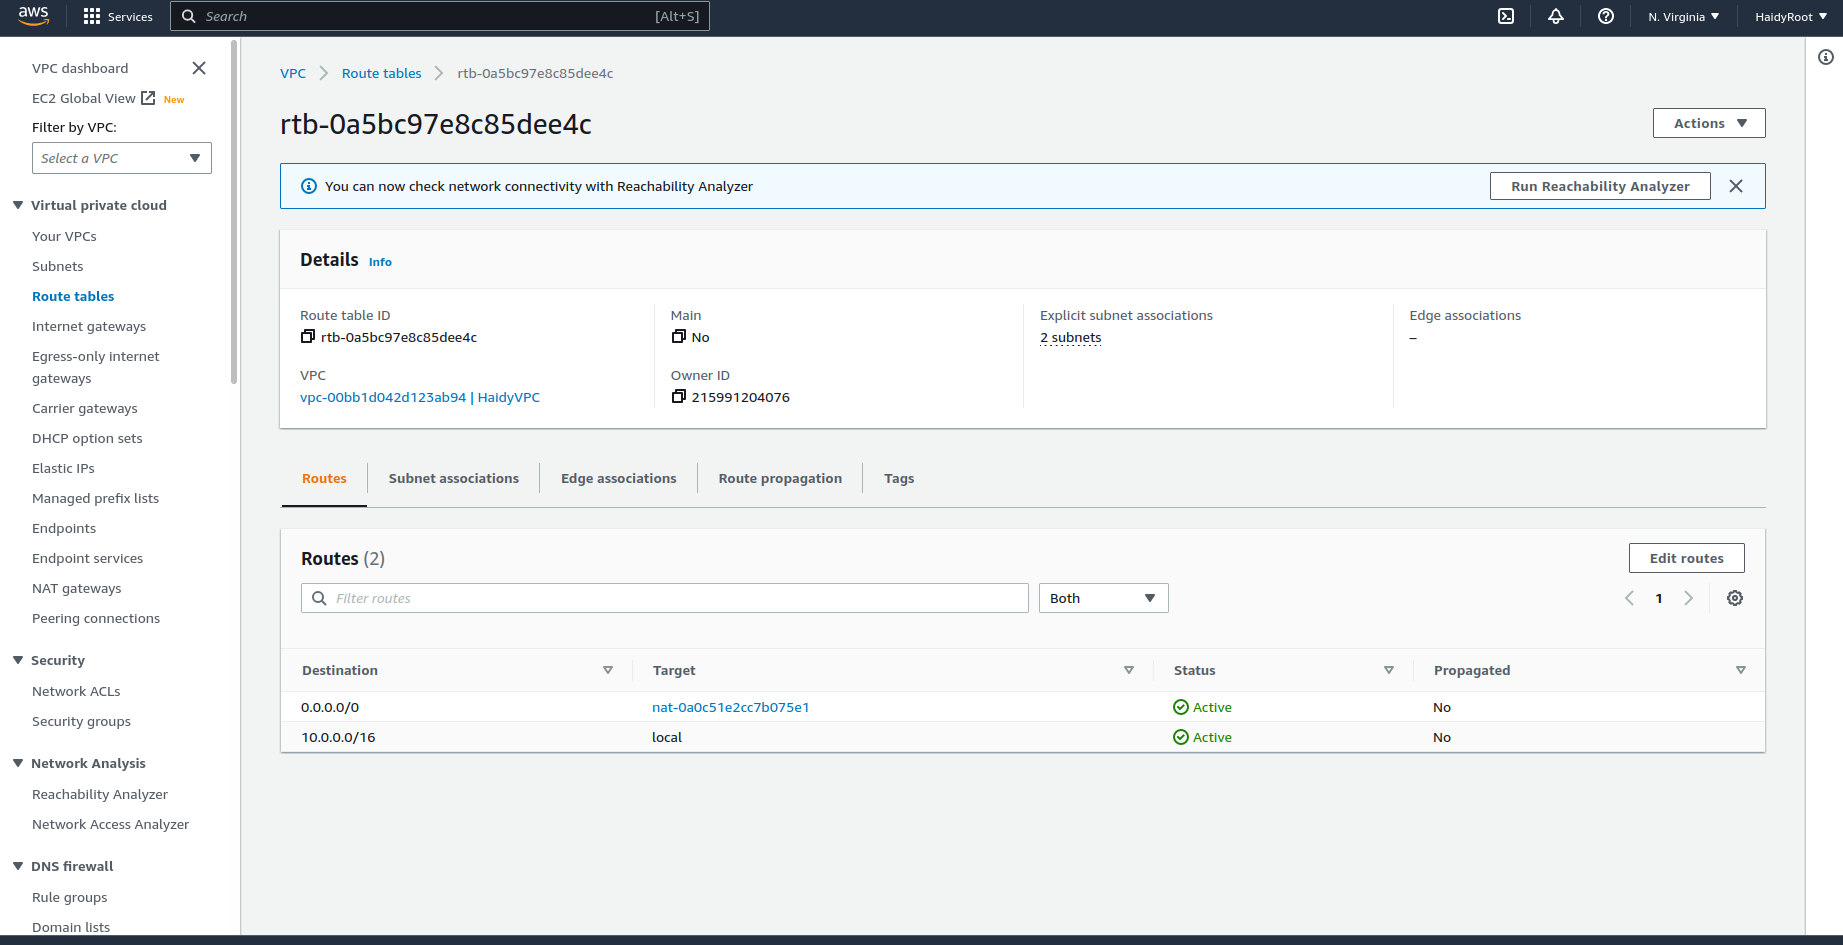 aws
Services
Search [Alt+S]
N. Virginia
HaidyRoot
VPC dashboard
EC2 Global View New
Filter by VPC:
Select a VPC
Virtual private cloud
Your VPCs
Subnets
Route tables
Internet gateways
Egress-only internet
gateways
Carrier gateways
DHCP option sets
Elastic IPs
Managed prefix lists
Endpoints
Endpoint services
NAT gateways
Peering connections
Security
Network ACLs
Security groups
Network Analysis
Reachability Analyzer
Network Access Analyzer
DNS firewall
Rule groups
Domain lists
VPC Route tables rtb-0a5bc97e8c85dee4c
rtb-0a5bc97e8c85dee4c
Actions
You can now check network connectivity with Reachability Analyzer
Run Reachability Analyzer
Details Info
Route table ID
rtb-0a5bc97e8c85dee4c
Main
No
Explicit subnet associations
2 subnets
Edge associations
–
VPC
vpc-00bb1d042d123ab94 | HaidyVPC
Owner ID
215991204076
Routes Subnet associations Edge associations Route propagation Tags
Routes (2)
Edit routes
Filter routes
Both
1
Destination Target Status Propagated
0.0.0.0/0 nat-0a0c51e2cc7b075e1 Active No
10.0.0.0/16 local Active No